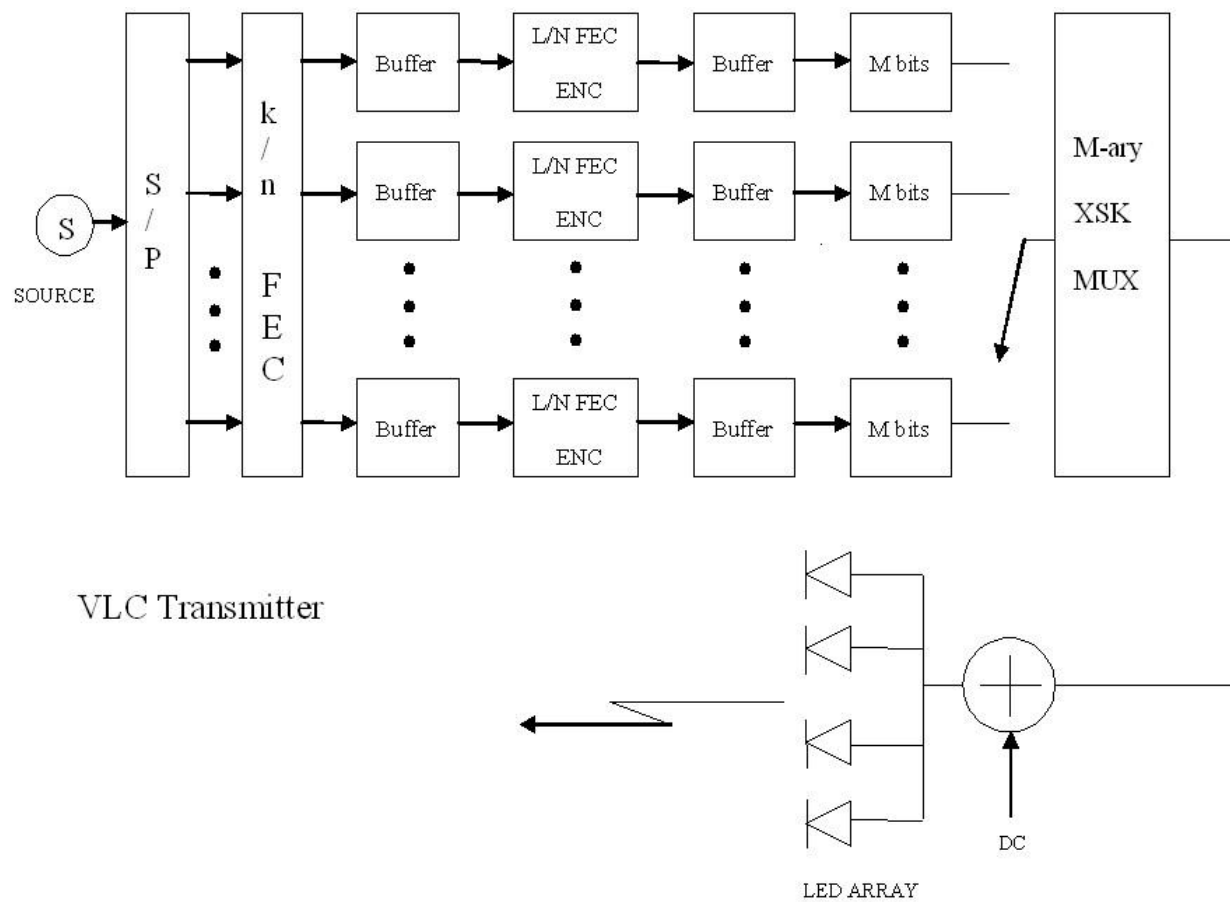 S
/
P
k
/
n
F
E
C
S
SOURCE
Buffer
L/N FEC
ENC
Buffer
M bits
Buffer
L/N FEC
ENC
Buffer
M bits
Buffer
L/N FEC
ENC
Buffer
M bits
M-ary
XSK
MUX
VLC Transmitter
DC
LED ARRAY